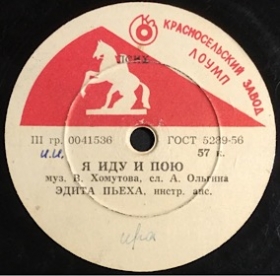 КРАСНОСЕЛЬСКИЙ ЗАВОД
ЛОУМП
III гр. 0041536 ГОСТ 5289-56
и.и. 57 к.
Я ИДУ И ПОЮ
муз. В. Хомутова, сл. А. Ольгина
ЭДИТА ПЬЕХА, инстр. анс.